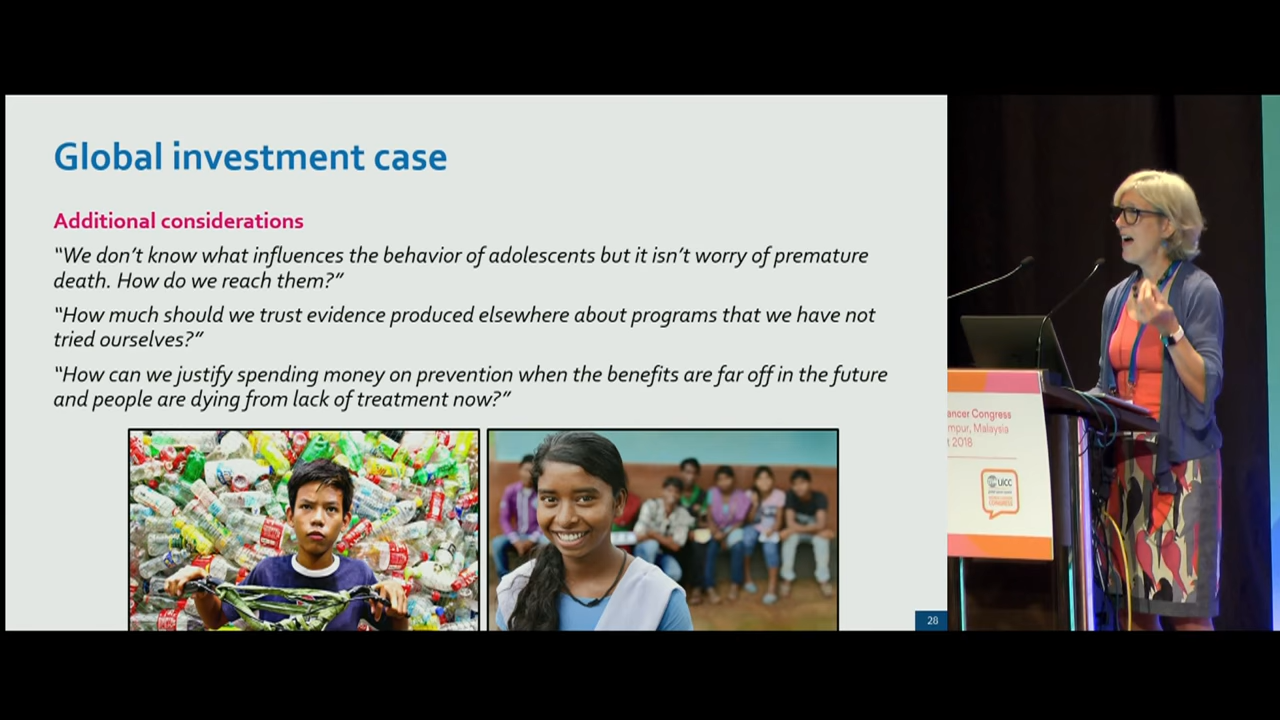 Global investment case
Additional considerations
“We don’t know what influences the behavior of adolescents but it isn’t worry of premature
death. How do we reach them?”
“How much should we trust evidence produced elsewhere about programs that we have not
tried ourselves?”
“How can we justify spending money on prevention when the benefits are far off in the future
and people are dying from lack of treatment now?”
28
ancer Congress
mpur, Malaysia
t 2018
UICC